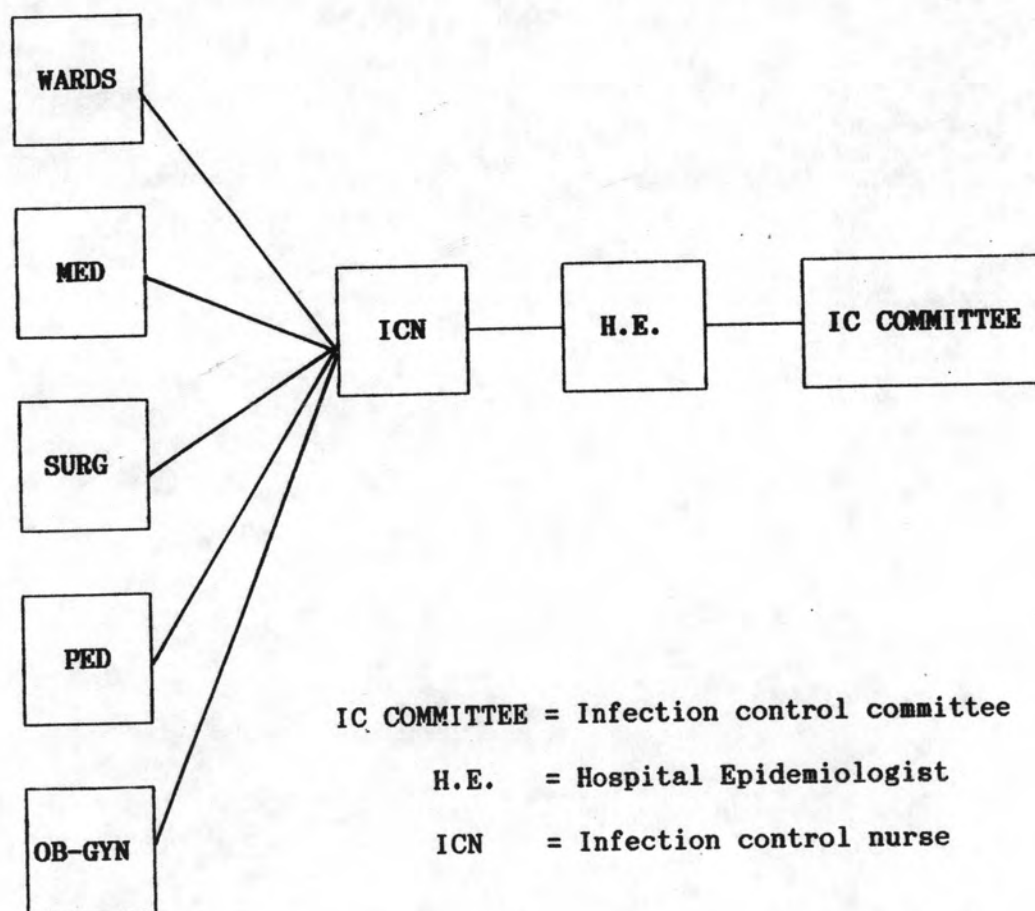 WARDS
MED
SURG
PED
OB-GYN
ICN
H.E.
IC COMMITTEE
IC COMMITTEE = Infection control committee
H.E. = Hospital Epidemiologist
ICN = Infection control nurse